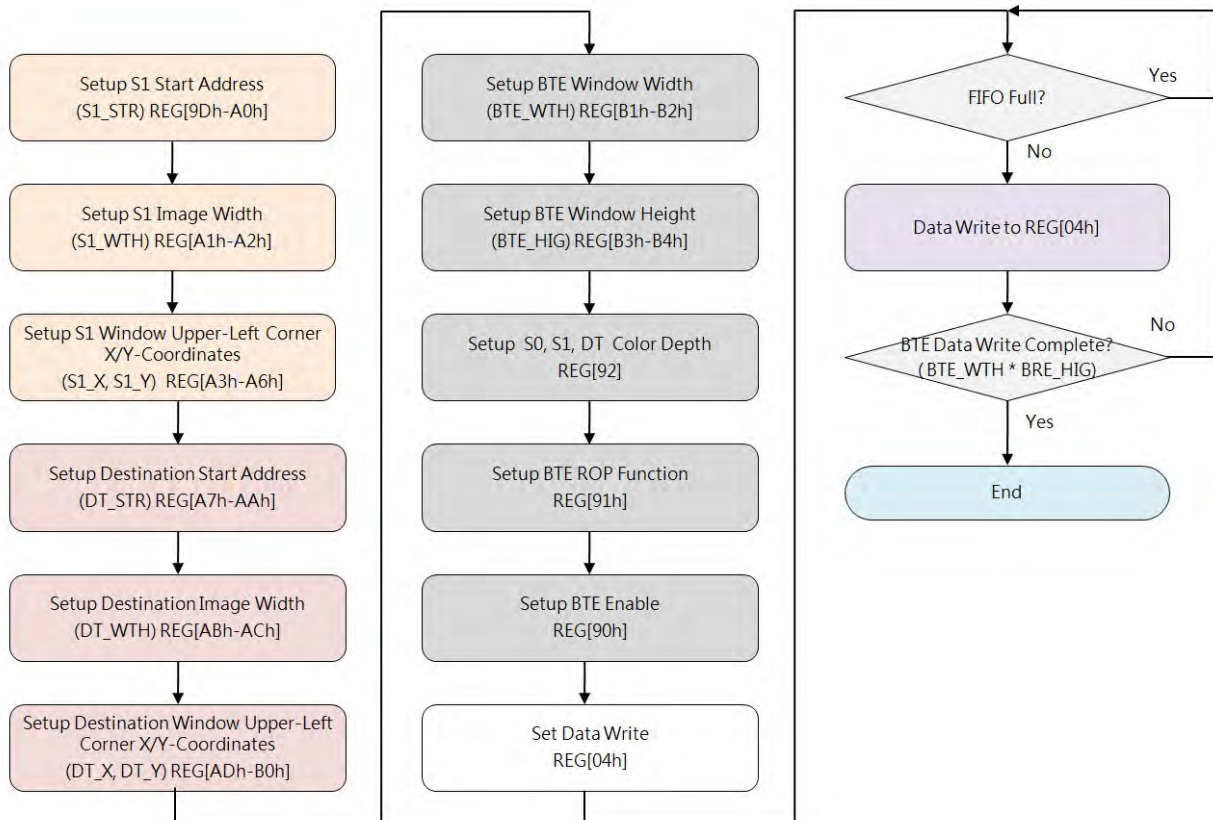 Setup S1 Start Address
(S1_STR) REG[9Dh-A0h]
Setup S1 Image Width
(S1_WTH) REG[A1h-A2h]
Setup S1 Window Upper-Left Corner
X/Y-Coordinates
(S1_X, S1_Y) REG[A3h-A6h]
Setup Destination Start Address
(DT_STR) REG[A7h-AAh]
Setup Destination Image Width
(DT_WTH) REG[ABh-ACh]
Setup Destination Window Upper-Left
Corner X/Y-Coordinates
(DT_X, DT_Y) REG[ADh-B0h]
Setup BTE Window Width
(BTE_WTH) REG[B1h-B2h]
Setup BTE Window Height
(BTE_HIG) REG[B3h-B4h]
Setup S0, S1, DT Color Depth
REG[92]
Setup BTE ROP Function
REG[91h]
Setup BTE Enable
REG[90h]
Set Data Write
REG[04h]
FIFO Full?
Yes
No
Data Write to REG[04h]
BTE Data Write Complete?
( BTE_WTH * BRE_HIG)
No
Yes
End